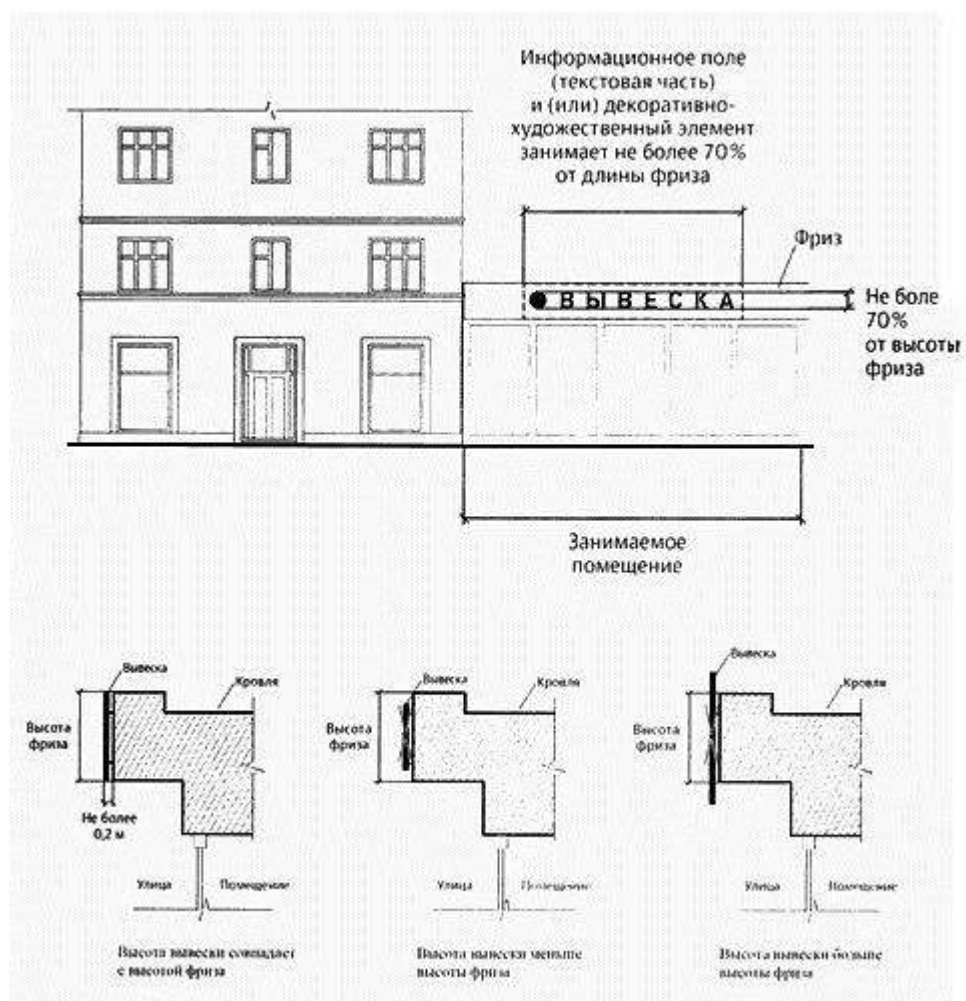 Информационное поле
(текстовая часть)
и (или) декоративно-
художественный элемент
занимает не более 70%
от длины фриза
Фриз
ВЫВЕСКА
Не боле
70%
от высоты
фриза
Занимаемое
помещение
Вывеска
Кровля
Высота
фриза
Не более
0,2 м
Улица
Помещение
Высота вывески совпадает
с высотой фриза
Вывеска
Кровля
Высота
фриза
Улица
Помещение
Высота вывески меньше
высоты фриза
Вывеска
Кровля
Высота
фриза
Улица
Помещение
Высота вывески больше
высоты фриза